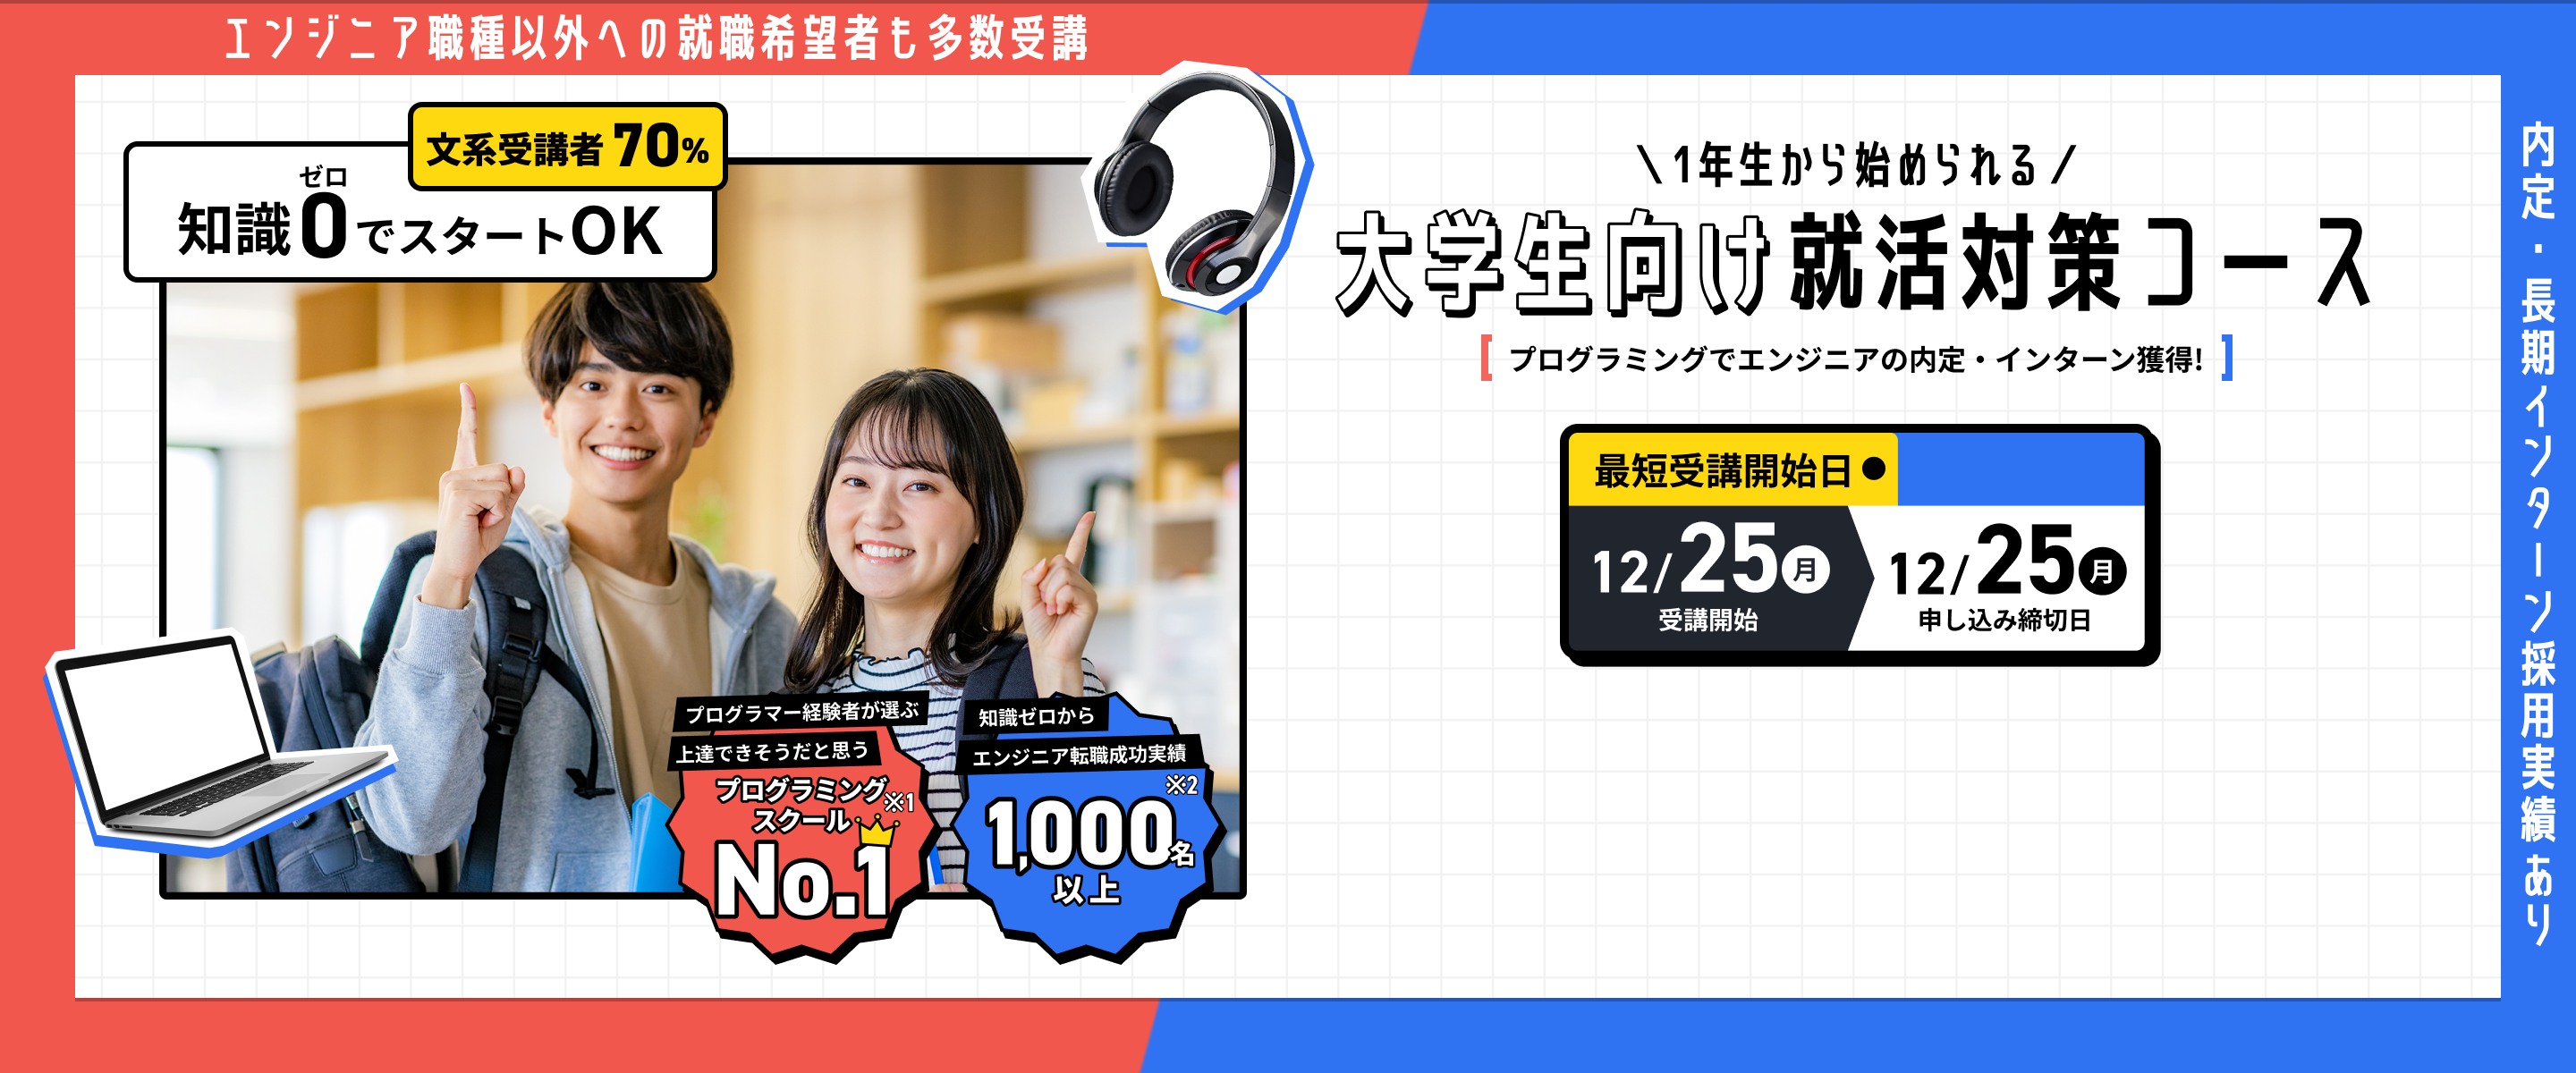 エンジニア職種以外への就職希望者も多数受講
文系受講者 70%
ゼロ
知識0でスタートOK
プログラマー経験者が選ぶ
上達できそうだと思う
プログラミング
スクール※1
No.1
知識ゼロから
エンジニア転職成功実績
※2
1,000名
以上
\1年生から始められる/
大学生向け就活対策コース
[プログラミングでエンジニアの内定・インターン獲得!]
最短受講開始日
12/25月
受講開始
12/25月
申し込み締切日
内定・長期インターン採用実績あり